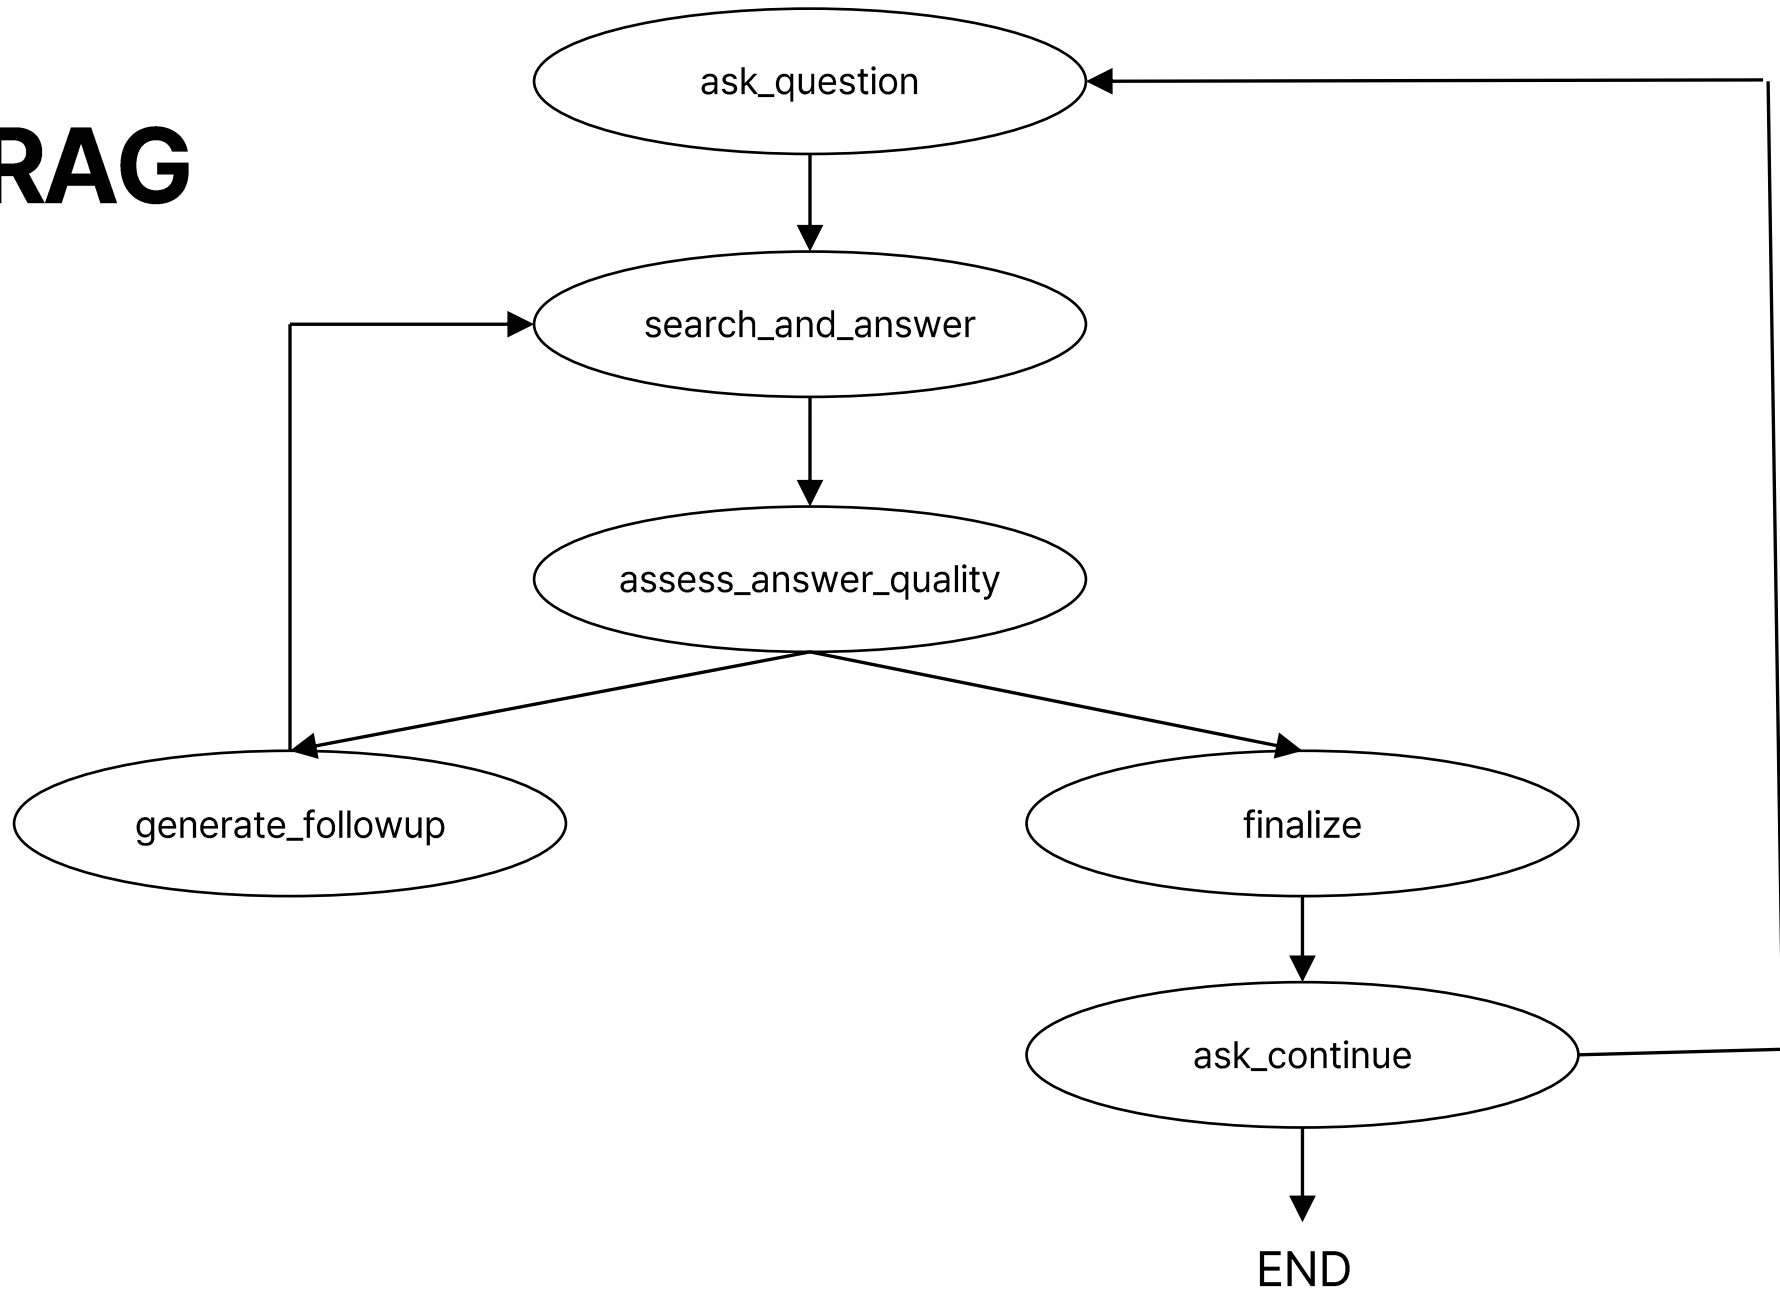 ask_question
RAG
search_and_answer
assess_answer_quality
generate_followup
finalize
ask_continue
END